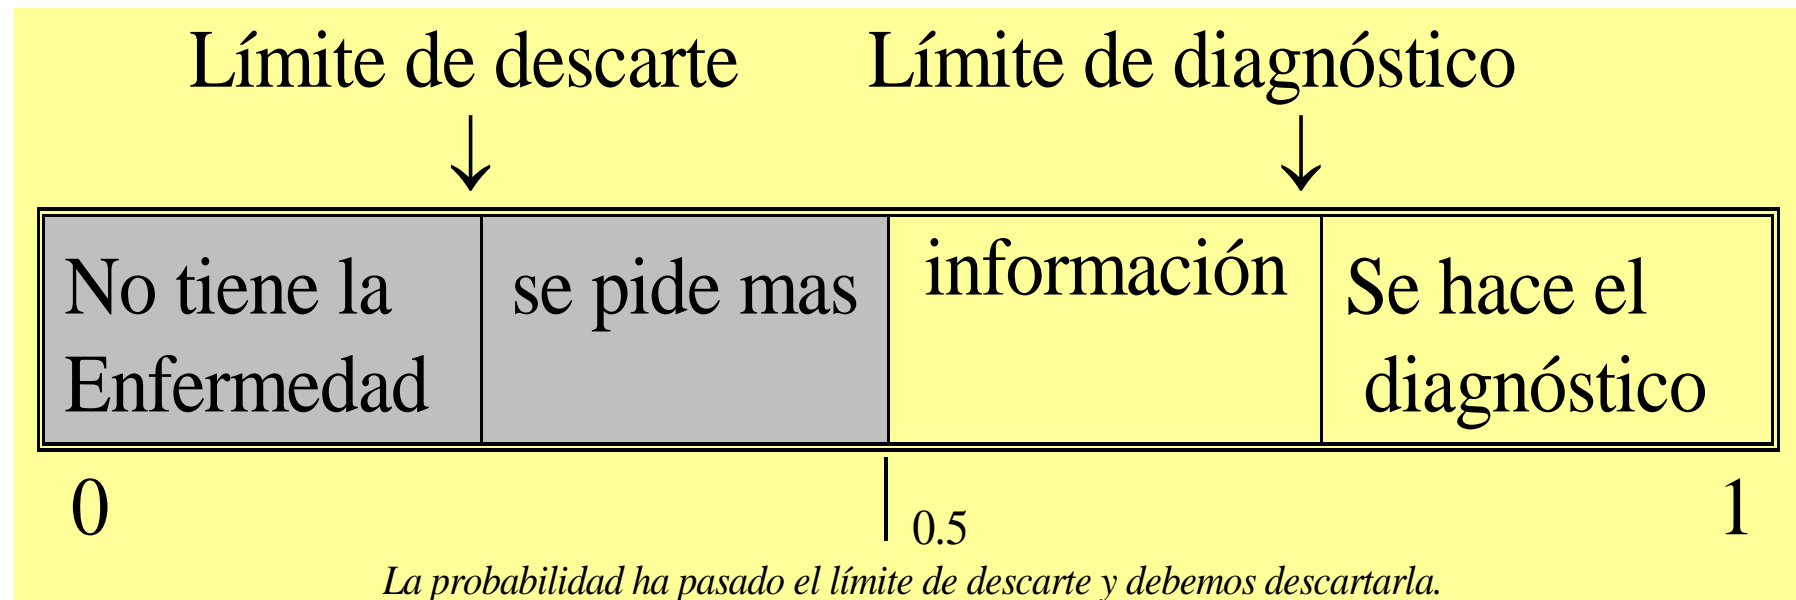 Límite de descarte Límite de diagnóstico
No tiene la
Enfermedad
se pide mas
información
Se hace el
diagnóstico
0
0.5
1
La probabilidad ha pasado el límite de descarte y debemos descartarla.